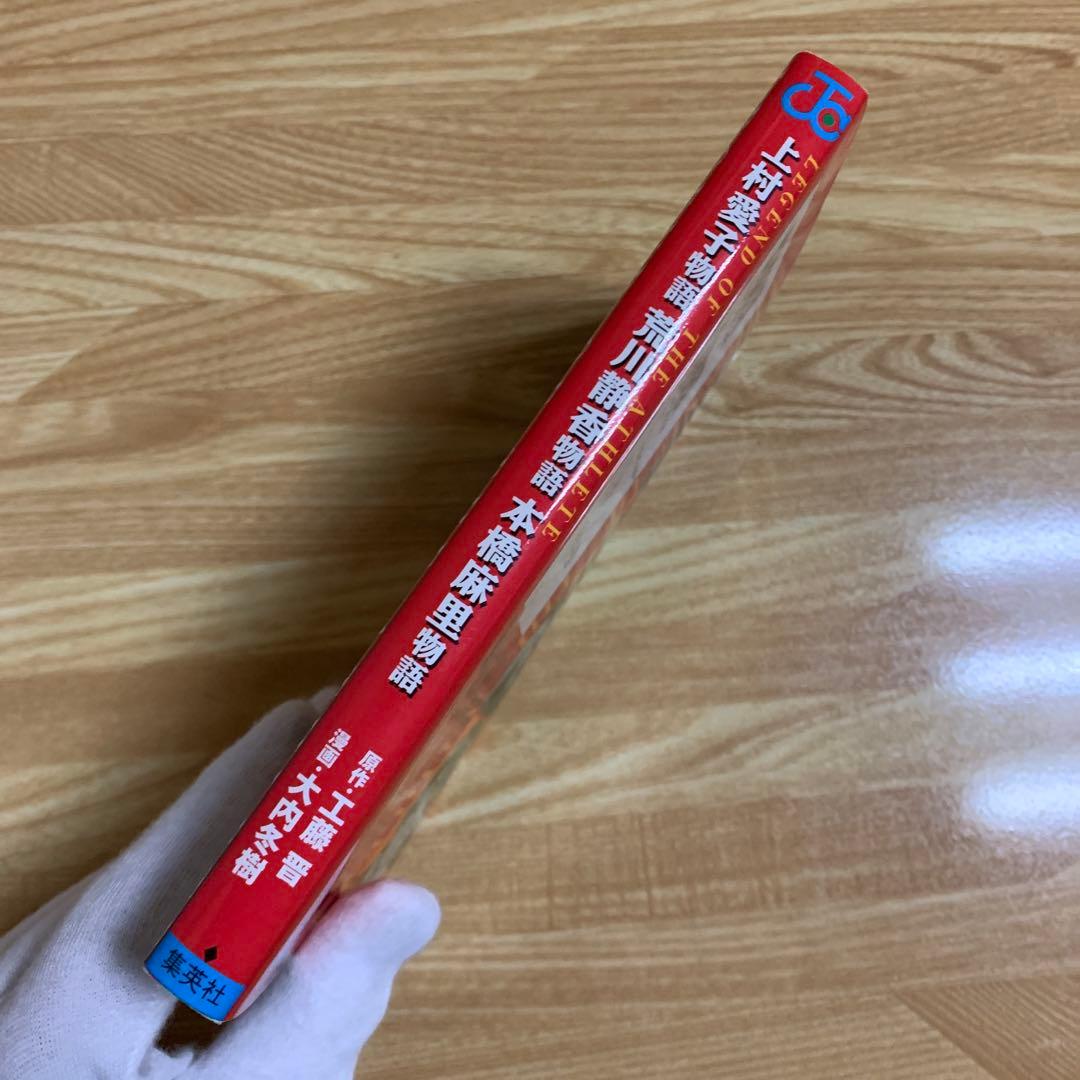 JC
LEGEND OF THE ATHLETE
上村愛子物語 荒川静香物語 本橋麻里物語
原作・工藤 晋
漫画・大内冬樹
集英社